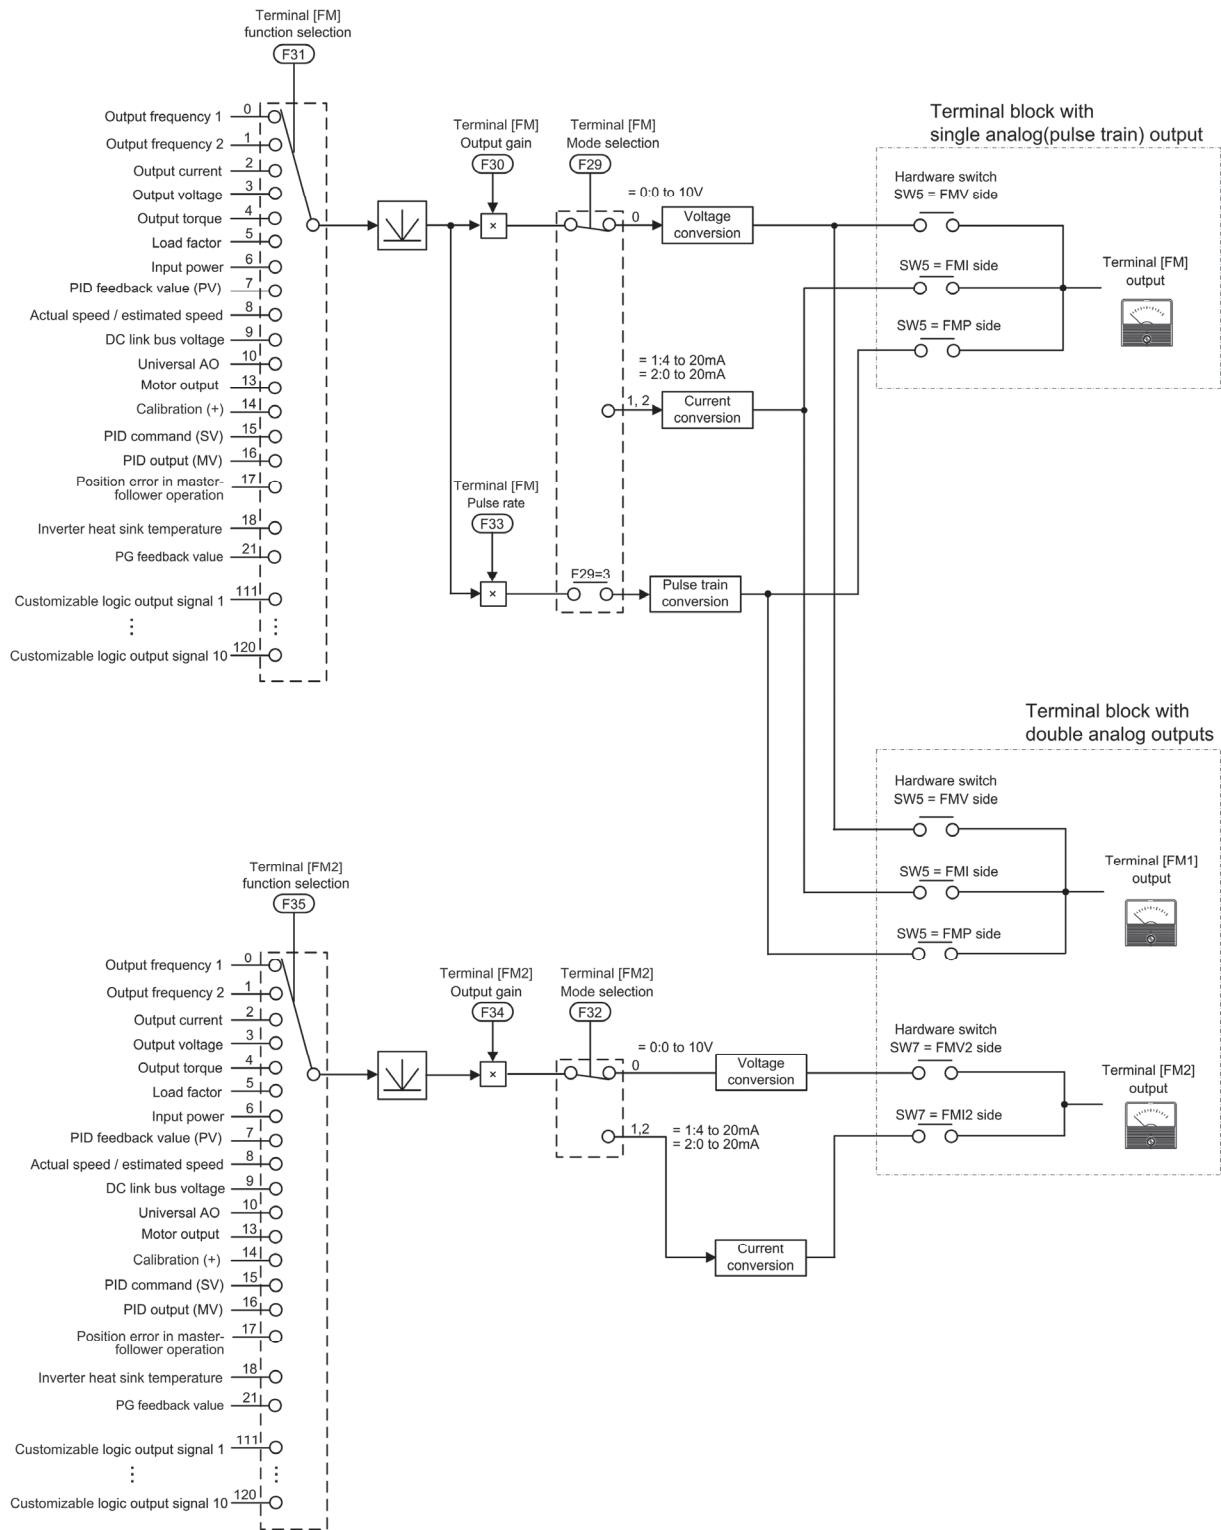 Terminal [FM]
function selection
F31
Output frequency 1 0
Output frequency 2 1
Output current 2
Output voltage 3
Output torque 4
Load factor 5
Input power 6
PID feedback value (PV) 7
Actual speed / estimated speed 8
DC link bus voltage 9
Universal AO 10
Motor output 13
Calibration (+) 14
PID command (SV) 15
PID output (MV) 16
Position error in master- 17
follower operation
Inverter heat sink temperature 18
PG feedback value 21
Customizable logic output signal 1 111
⋮ ⋮
Customizable logic output signal 10 120
Terminal [FM]
Output gain
F30
×
Terminal [FM]
Mode selection
F29
= 0:0 to 10V
0
Voltage
conversion
= 1:4 to 20mA
= 2:0 to 20mA
1, 2
Current
conversion
Terminal [FM]
Pulse rate
F33
×
F29=3
Pulse train
conversion
Terminal block with
single analog(pulse train) output
Hardware switch
SW5 = FMV side
SW5 = FMI side
SW5 = FMP side
Terminal [FM]
output
Terminal block with
double analog outputs
Hardware switch
SW5 = FMV side
SW5 = FMI side
SW5 = FMP side
Terminal [FM1]
output
Hardware switch
SW7 = FMV2 side
SW7 = FMI2 side
Terminal [FM2]
output
Terminal [FM2]
function selection
F35
Output frequency 1 0
Output frequency 2 1
Output current 2
Output voltage 3
Output torque 4
Load factor 5
Input power 6
PID feedback value (PV) 7
Actual speed / estimated speed 8
DC link bus voltage 9
Universal AO 10
Motor output 13
Calibration (+) 14
PID command (SV) 15
PID output (MV) 16
Position error in master- 17
follower operation
Inverter heat sink temperature 18
PG feedback value 21
Customizable logic output signal 1 111
⋮ ⋮
Customizable logic output signal 10 120
Terminal [FM2]
Output gain
F34
×
Terminal [FM2]
Mode selection
F32
= 0:0 to 10V
0
Voltage
conversion
1,2
= 1:4 to 20mA
= 2:0 to 20mA
Current
conversion